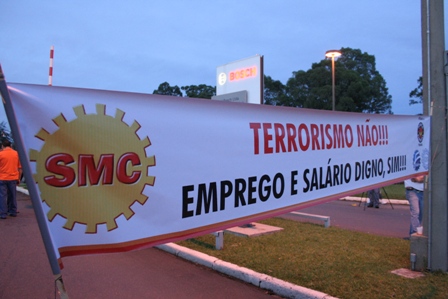 BOSCH
SMC
TERRORISMO NÃO!!!
EMPREGO E SALÁRIO DIGNO, SIM!!!